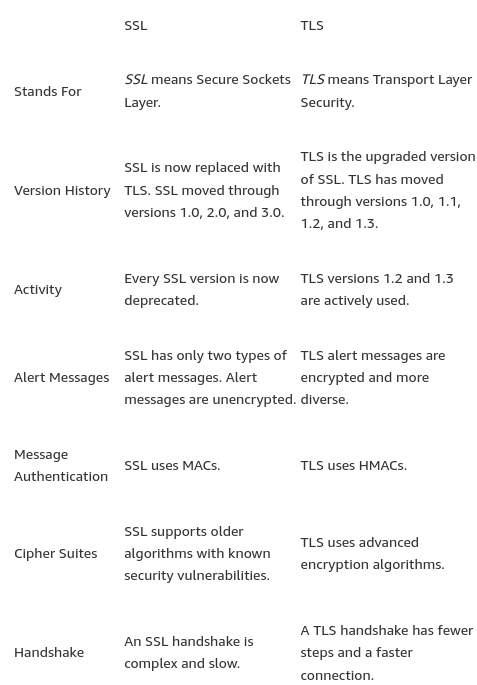 SSL TLS
Stands For
SSL means Secure Sockets
Layer.
TLS means Transport Layer
Security.
Version History
SSL is now replaced with
TLS. SSL moved through
versions 1.0, 2.0, and 3.0.
TLS is the upgraded version
of SSL. TLS has moved
through versions 1.0, 1.1,
1.2, and 1.3.
Activity
Every SSL version is now
deprecated.
TLS versions 1.2 and 1.3
are actively used.
Alert Messages
SSL has only two types of
alert messages. Alert
messages are unencrypted.
TLS alert messages are
encrypted and more
diverse.
Message
Authentication
SSL uses MACs.
TLS uses HMACs.
Cipher Suites
SSL supports older
algorithms with known
security vulnerabilities.
TLS uses advanced
encryption algorithms.
Handshake
An SSL handshake is
complex and slow.
A TLS handshake has fewer
steps and a faster
connection.